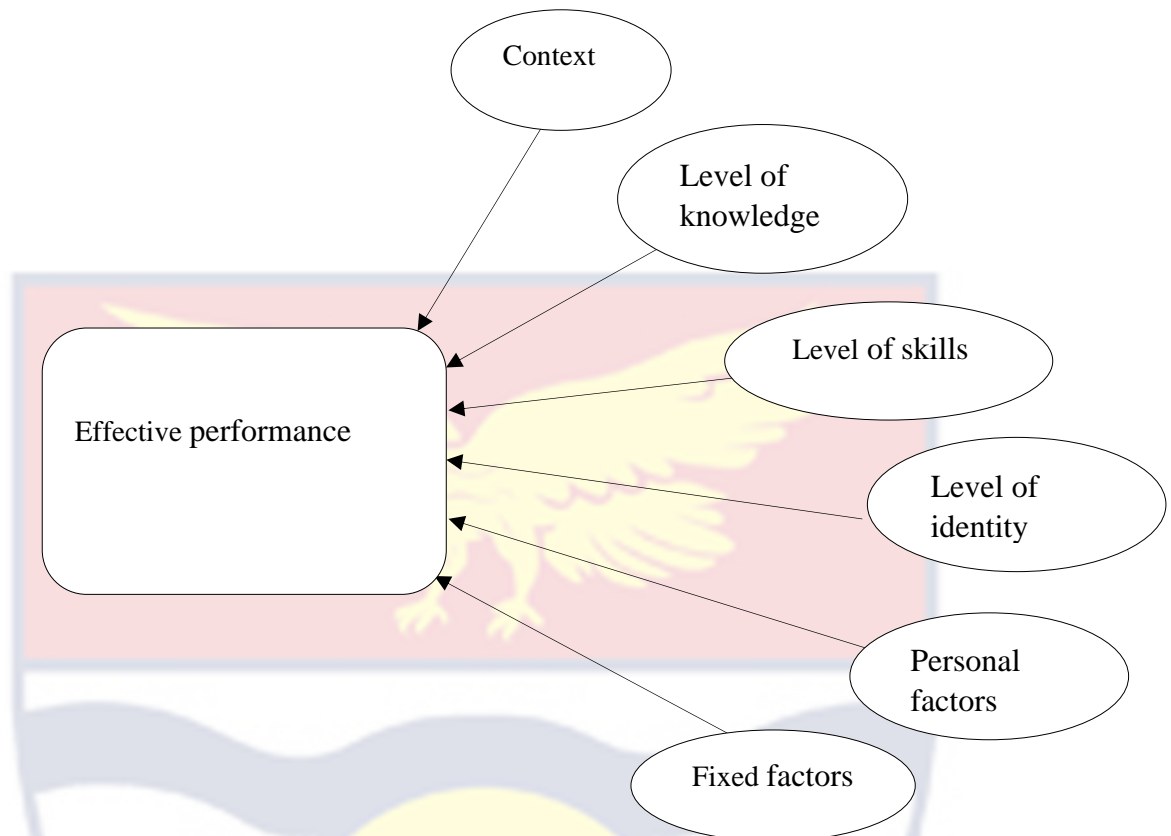 Context
Level of
knowledge
Level of skills
Effective performance
Level of
identity
Personal
factors
Fixed factors